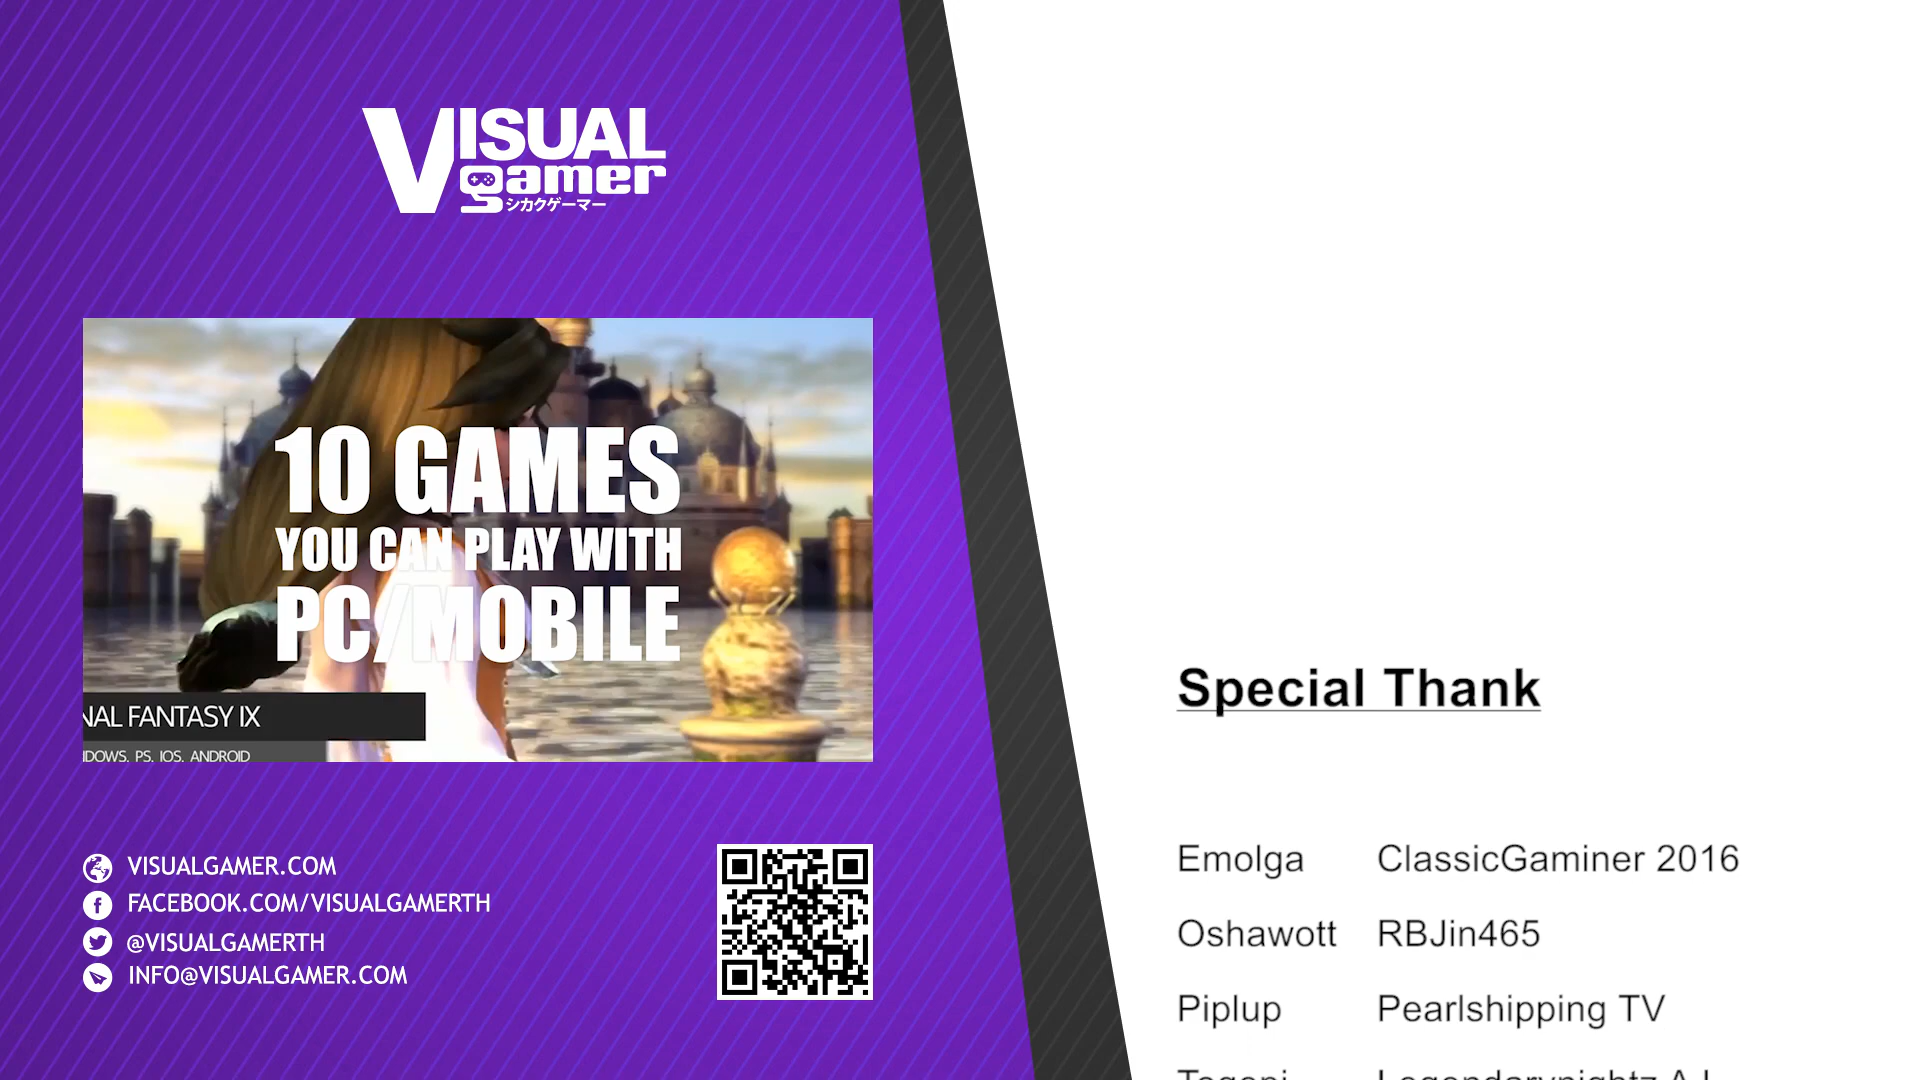 VISUAL
gamer
シカクゲーマー
10 GAMES
YOU CAN PLAY WITH
PC/MOBILE
NAL FANTASY IX
DOWS, PS, IOS, ANDROID
VISUALGAMER.COM
FACEBOOK.COM/VISUALGAMERTH
@VISUALGAMERTH
INFO@VISUALGAMER.COM
Special Thank
Emolga ClassicGaminer 2016
Oshawott RBJin465
Piplup Pearlshipping TV